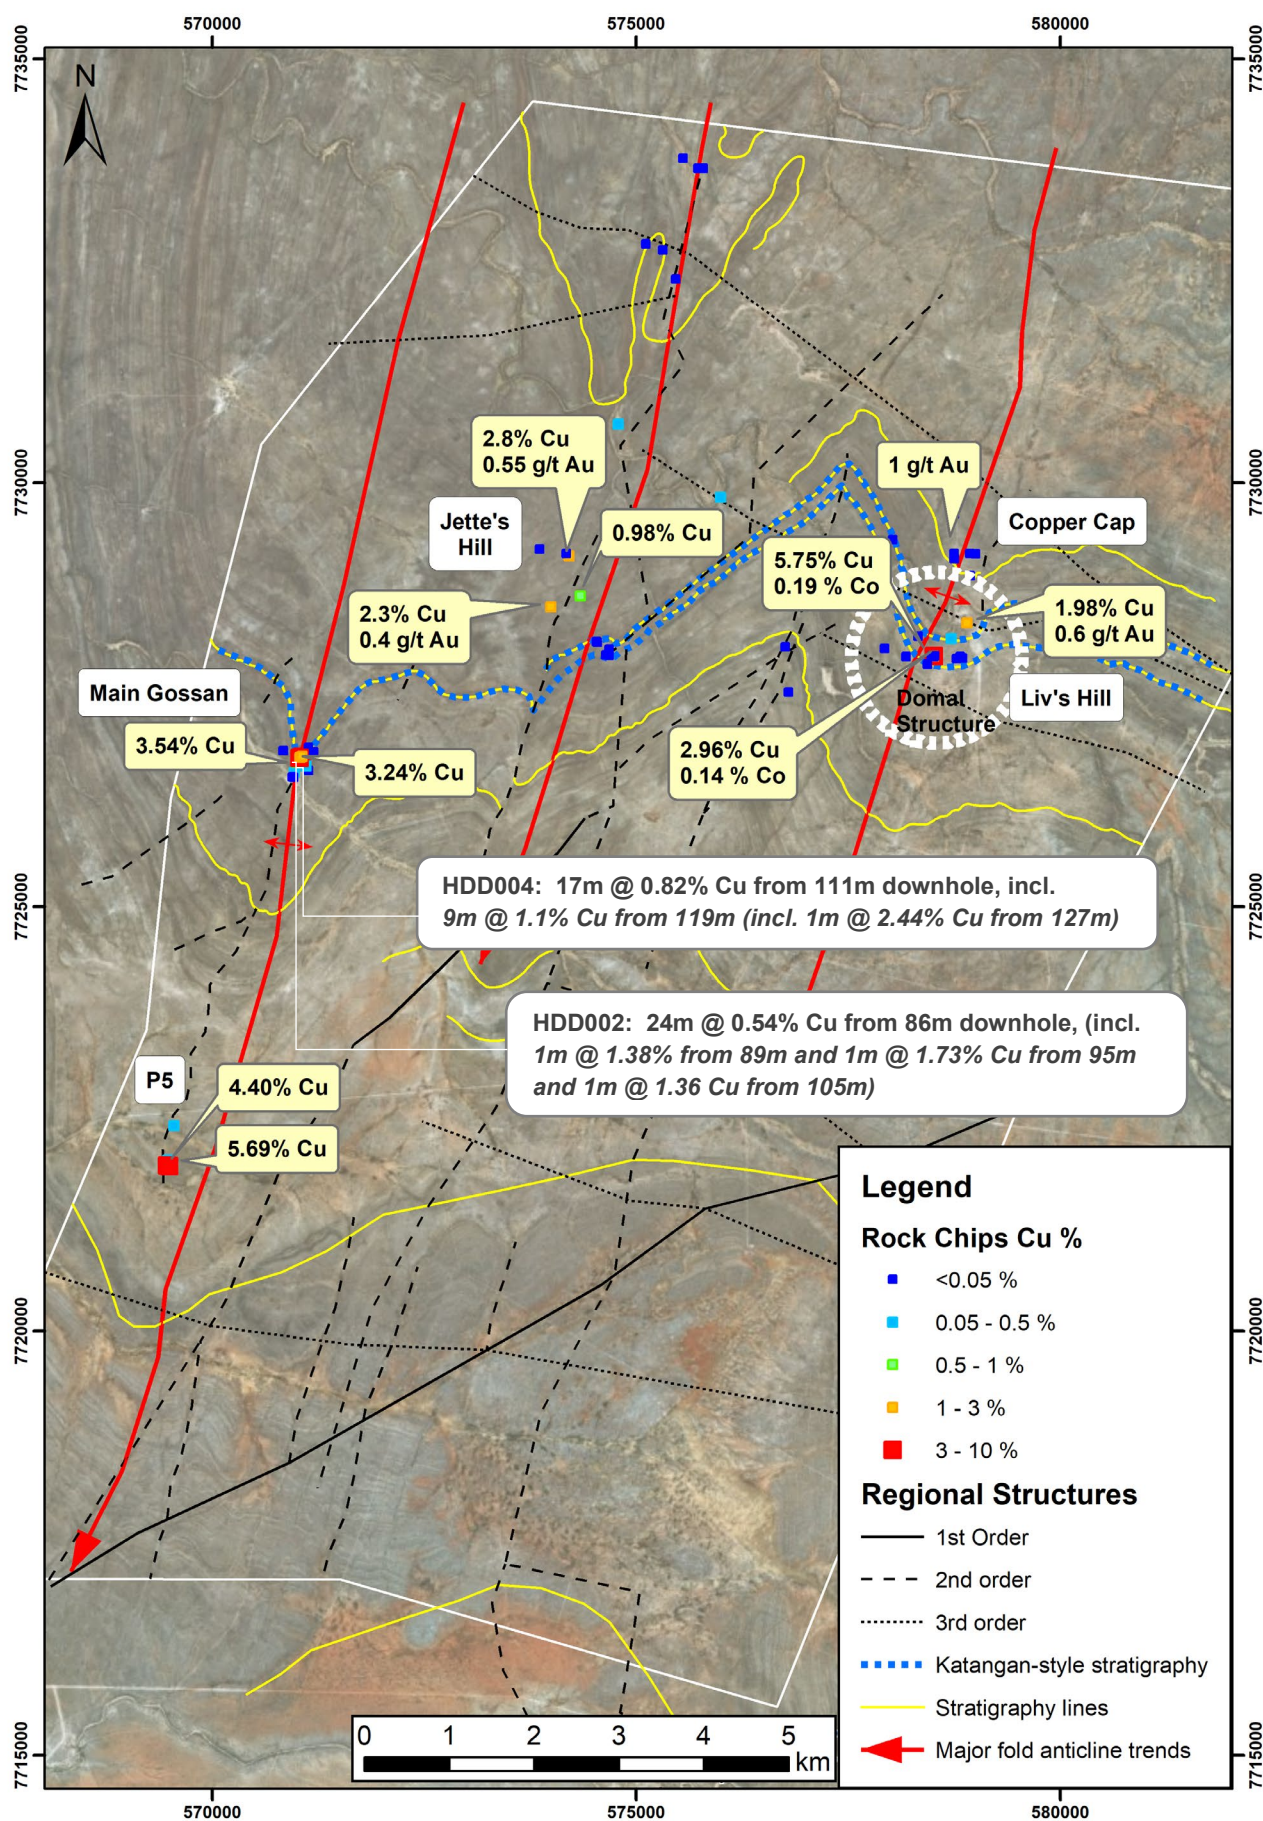 570000
575000
580000
7735000
7735000
N
2.8% Cu
0.55 g/t Au
7730000
7730000
1 g/t Au
Jette's
Hill
0.98% Cu
Copper Cap
5.75% Cu
0.19 % Co
2.3% Cu
0.4 g/t Au
1.98% Cu
0.6 g/t Au
Main Gossan
Domal
Structure
Liv's Hill
3.54% Cu
3.24% Cu
2.96% Cu
0.14 % Co
HDD004: 17m @ 0.82% Cu from 111m downhole, incl.
9m @ 1.1% Cu from 119m (incl. 1m @ 2.44% Cu from 127m)
7725000
7725000
HDD002: 24m @ 0.54% Cu from 86m downhole, (incl.
1m @ 1.38% from 89m and 1m @ 1.73% Cu from 95m
and 1m @ 1.36 Cu from 105m)
P5
4.40% Cu
5.69% Cu
7720000
7720000
Legend
Rock Chips Cu %
<0.05 %
0.05 - 0.5 %
0.5 - 1 %
1 - 3 %
3 - 10 %
Regional Structures
1st Order
2nd order
3rd order
Katangan-style stratigraphy
Stratigraphy lines
Major fold anticline trends
0 1 2 3 4 5
km
7715000
7715000
570000
575000
580000